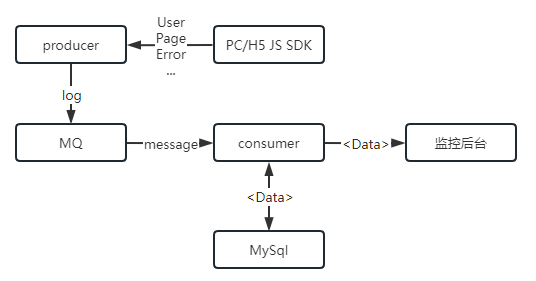 User
Page
Error
...
producer
PC/H5 JS SDK
log
MQ
message
consumer
<Data>
监控后台
<Data>
MySql